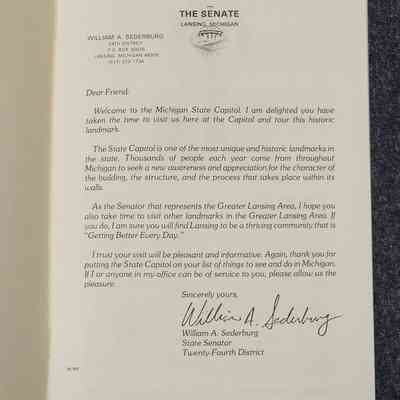 THE SENATE
LANSING, MICHIGAN
WILLIAM A. SEDERBURG
24TH DISTRICT
P.O. BOX 30036
LANSING, MICHIGAN 48909
(517) 373-1734
Dear Friend:
Welcome to the Michigan State Capitol. I am delighted you have
taken the time to visit us here at the Capitol and tour this historic
landmark.
The State Capitol is one of the most unique and historic landmarks in
the state. Thousands of people each year come from throughout
Michigan to seek a new awareness and appreciation for the character of
the building, the structure, and the process that takes place within its
walls.
As the Senator that represents the Greater Lansing Area, I hope you
also take time to visit other landmarks in the Greater Lansing Area. If
you do, I am sure you will find Lansing to be a thriving community that is
"Getting Better Every Day."
I trust your visit will be pleasant and informative. Again, thank you for
putting the State Capitol on your list of things to see and do in Michigan.
If I or anyone in my office can be of service to you, please allow us the
pleasure.
Sincerely yours,
William A. Sederburg
William A. Sederburg
State Senator
Twenty-Fourth District